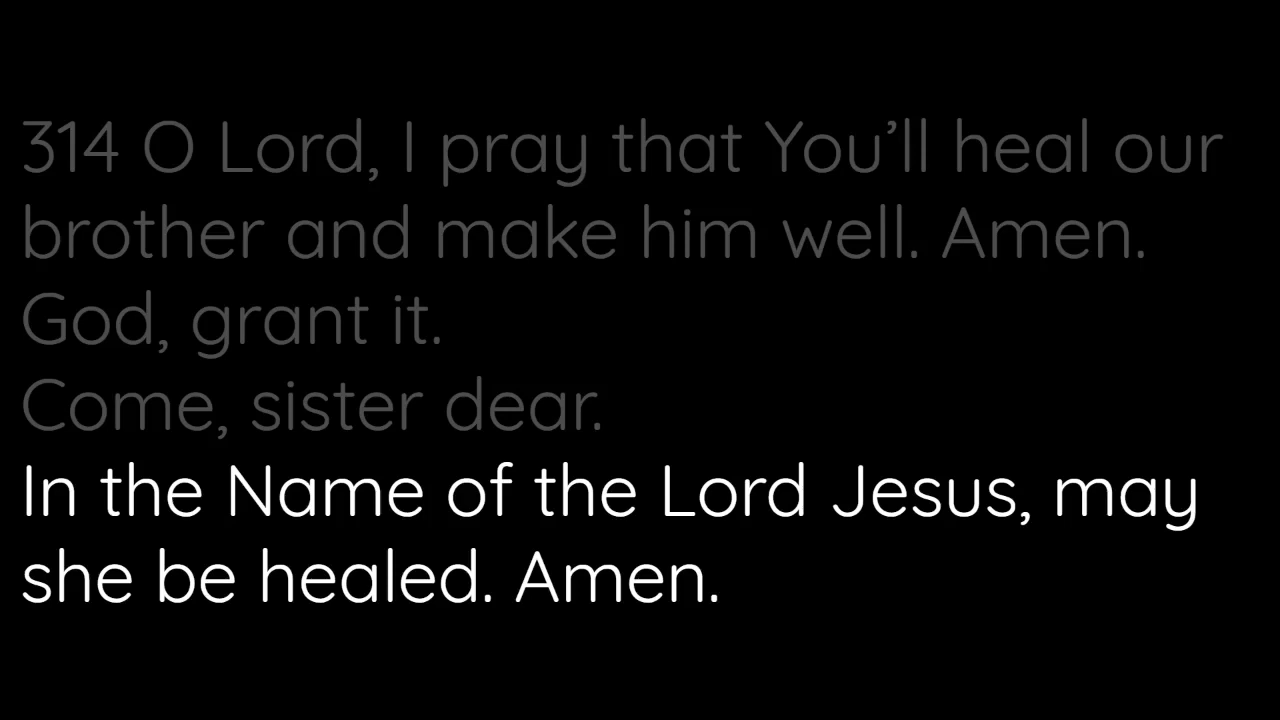 314 O Lord, I pray that You’ll heal our
brother and make him well. Amen.
God, grant it.
Come, sister dear.
In the Name of the Lord Jesus, may
she be healed. Amen.